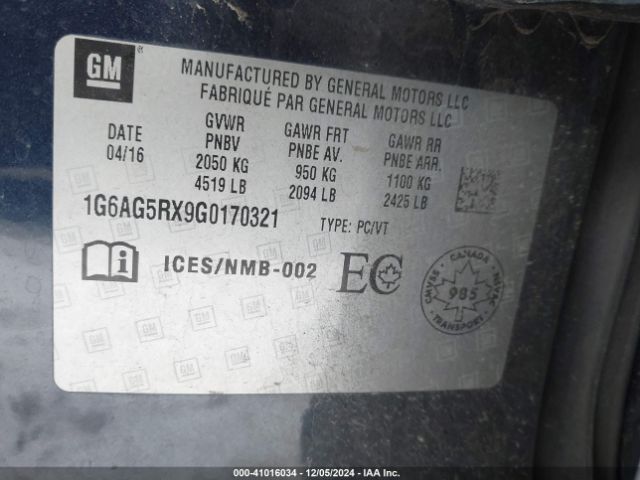 GM
MANUFACTURED BY GENERAL MOTORS LLC
FABRIQUÉ PAR GENERAL MOTORS LLC
DATE
04/16
GVWR
PNBV
2050 KG
4519 LB
GAWR FRT
PNBE AV.
950 KG
2094 LB
GAWR RR
PNBE ARR.
1100 KG
2425 LB
1G6AG5RX9G0170321
TYPE: PC/VT
ICES/NMB-002
EC
CANADA
CMVSS
NSVAC
985
TRANSPORT
000-41016034 - 12/05/2024 - IAA Inc.